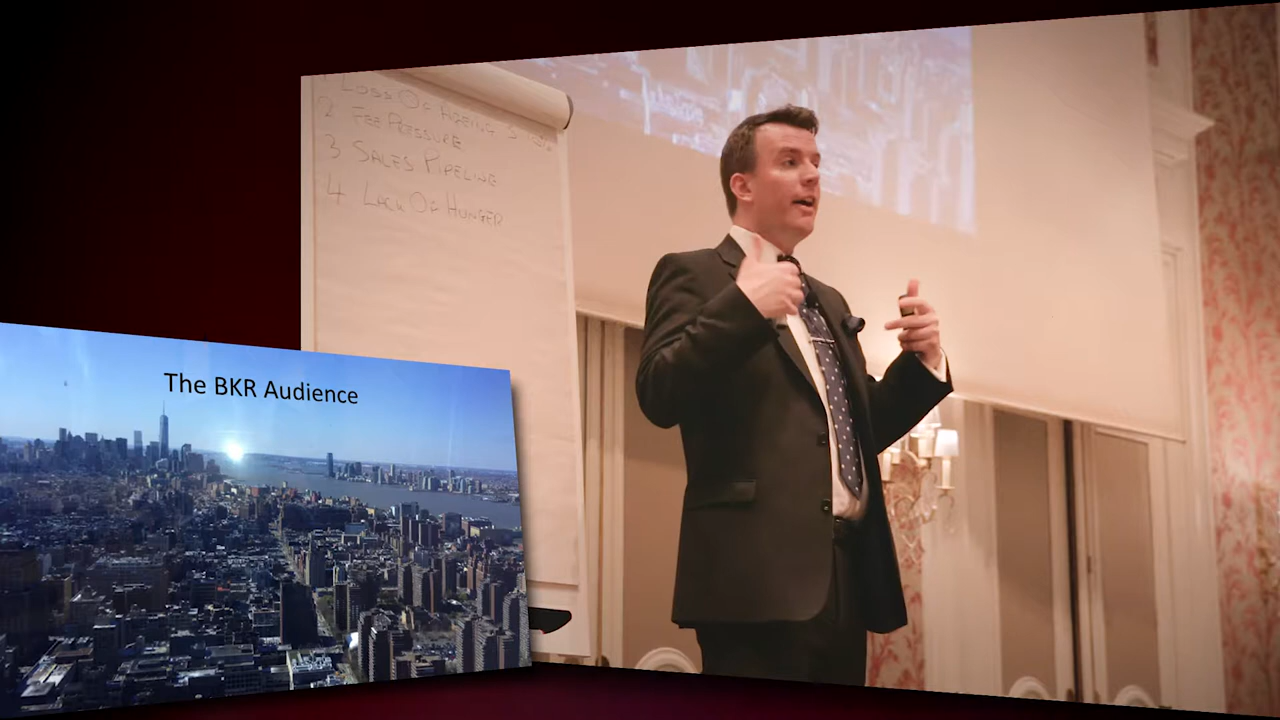 LOSS OF
2 FEE PRESSURE
3 SALES PIPELINE
4 LACK OF HUNGER
The BKR Audience